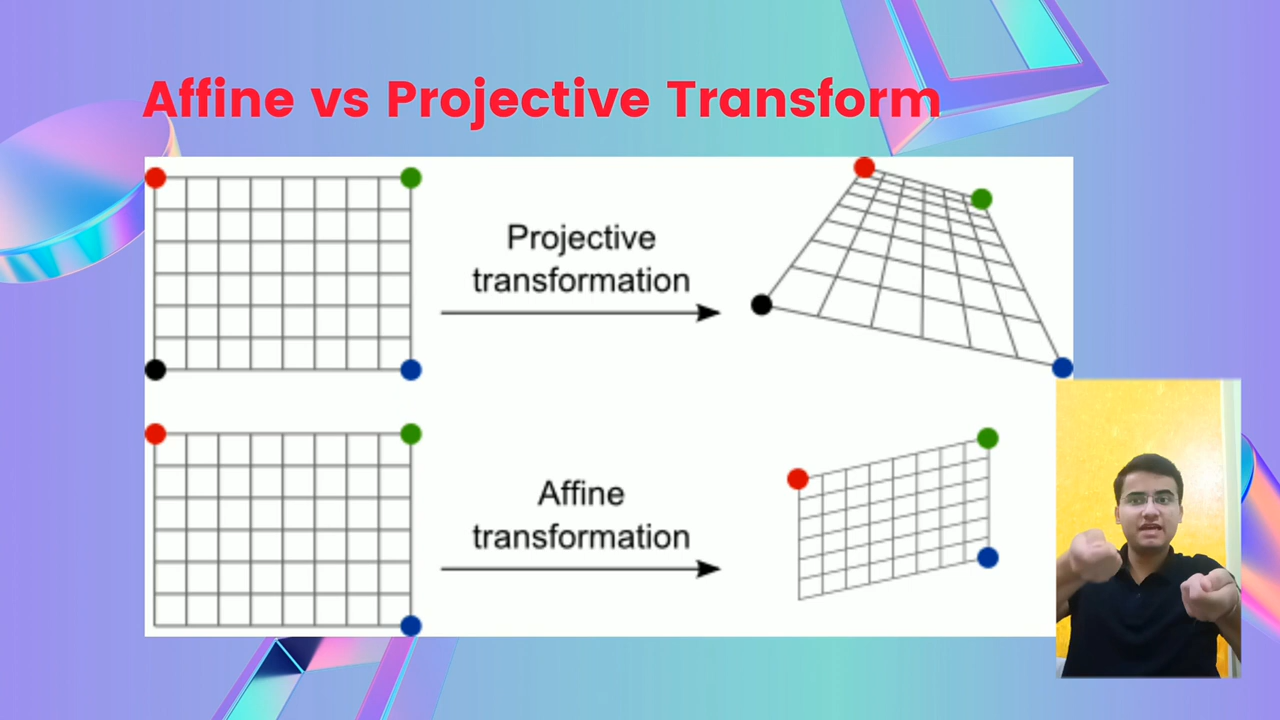 Affine vs Projective Transform
Projective
transformation
Affine
transformation